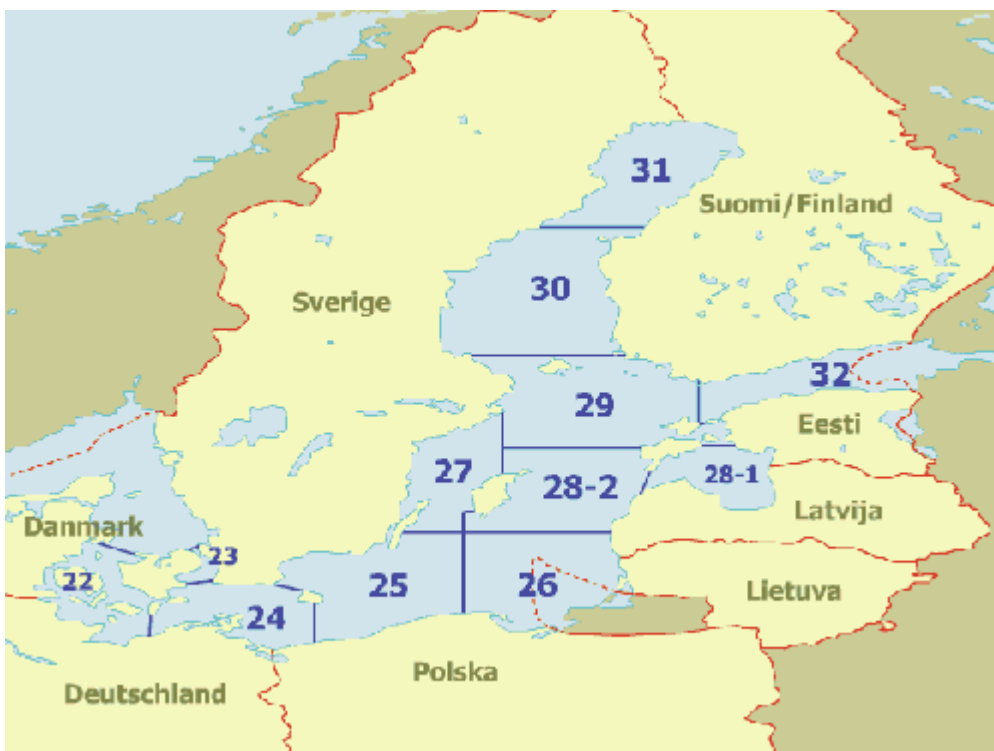 31
Suomi/Finland
30
Sverige
32
29
Eesti
27
28-1
28-2
Latvija
Danmark
23
22
25
26
Lietuva
24
Polska
Deutschland